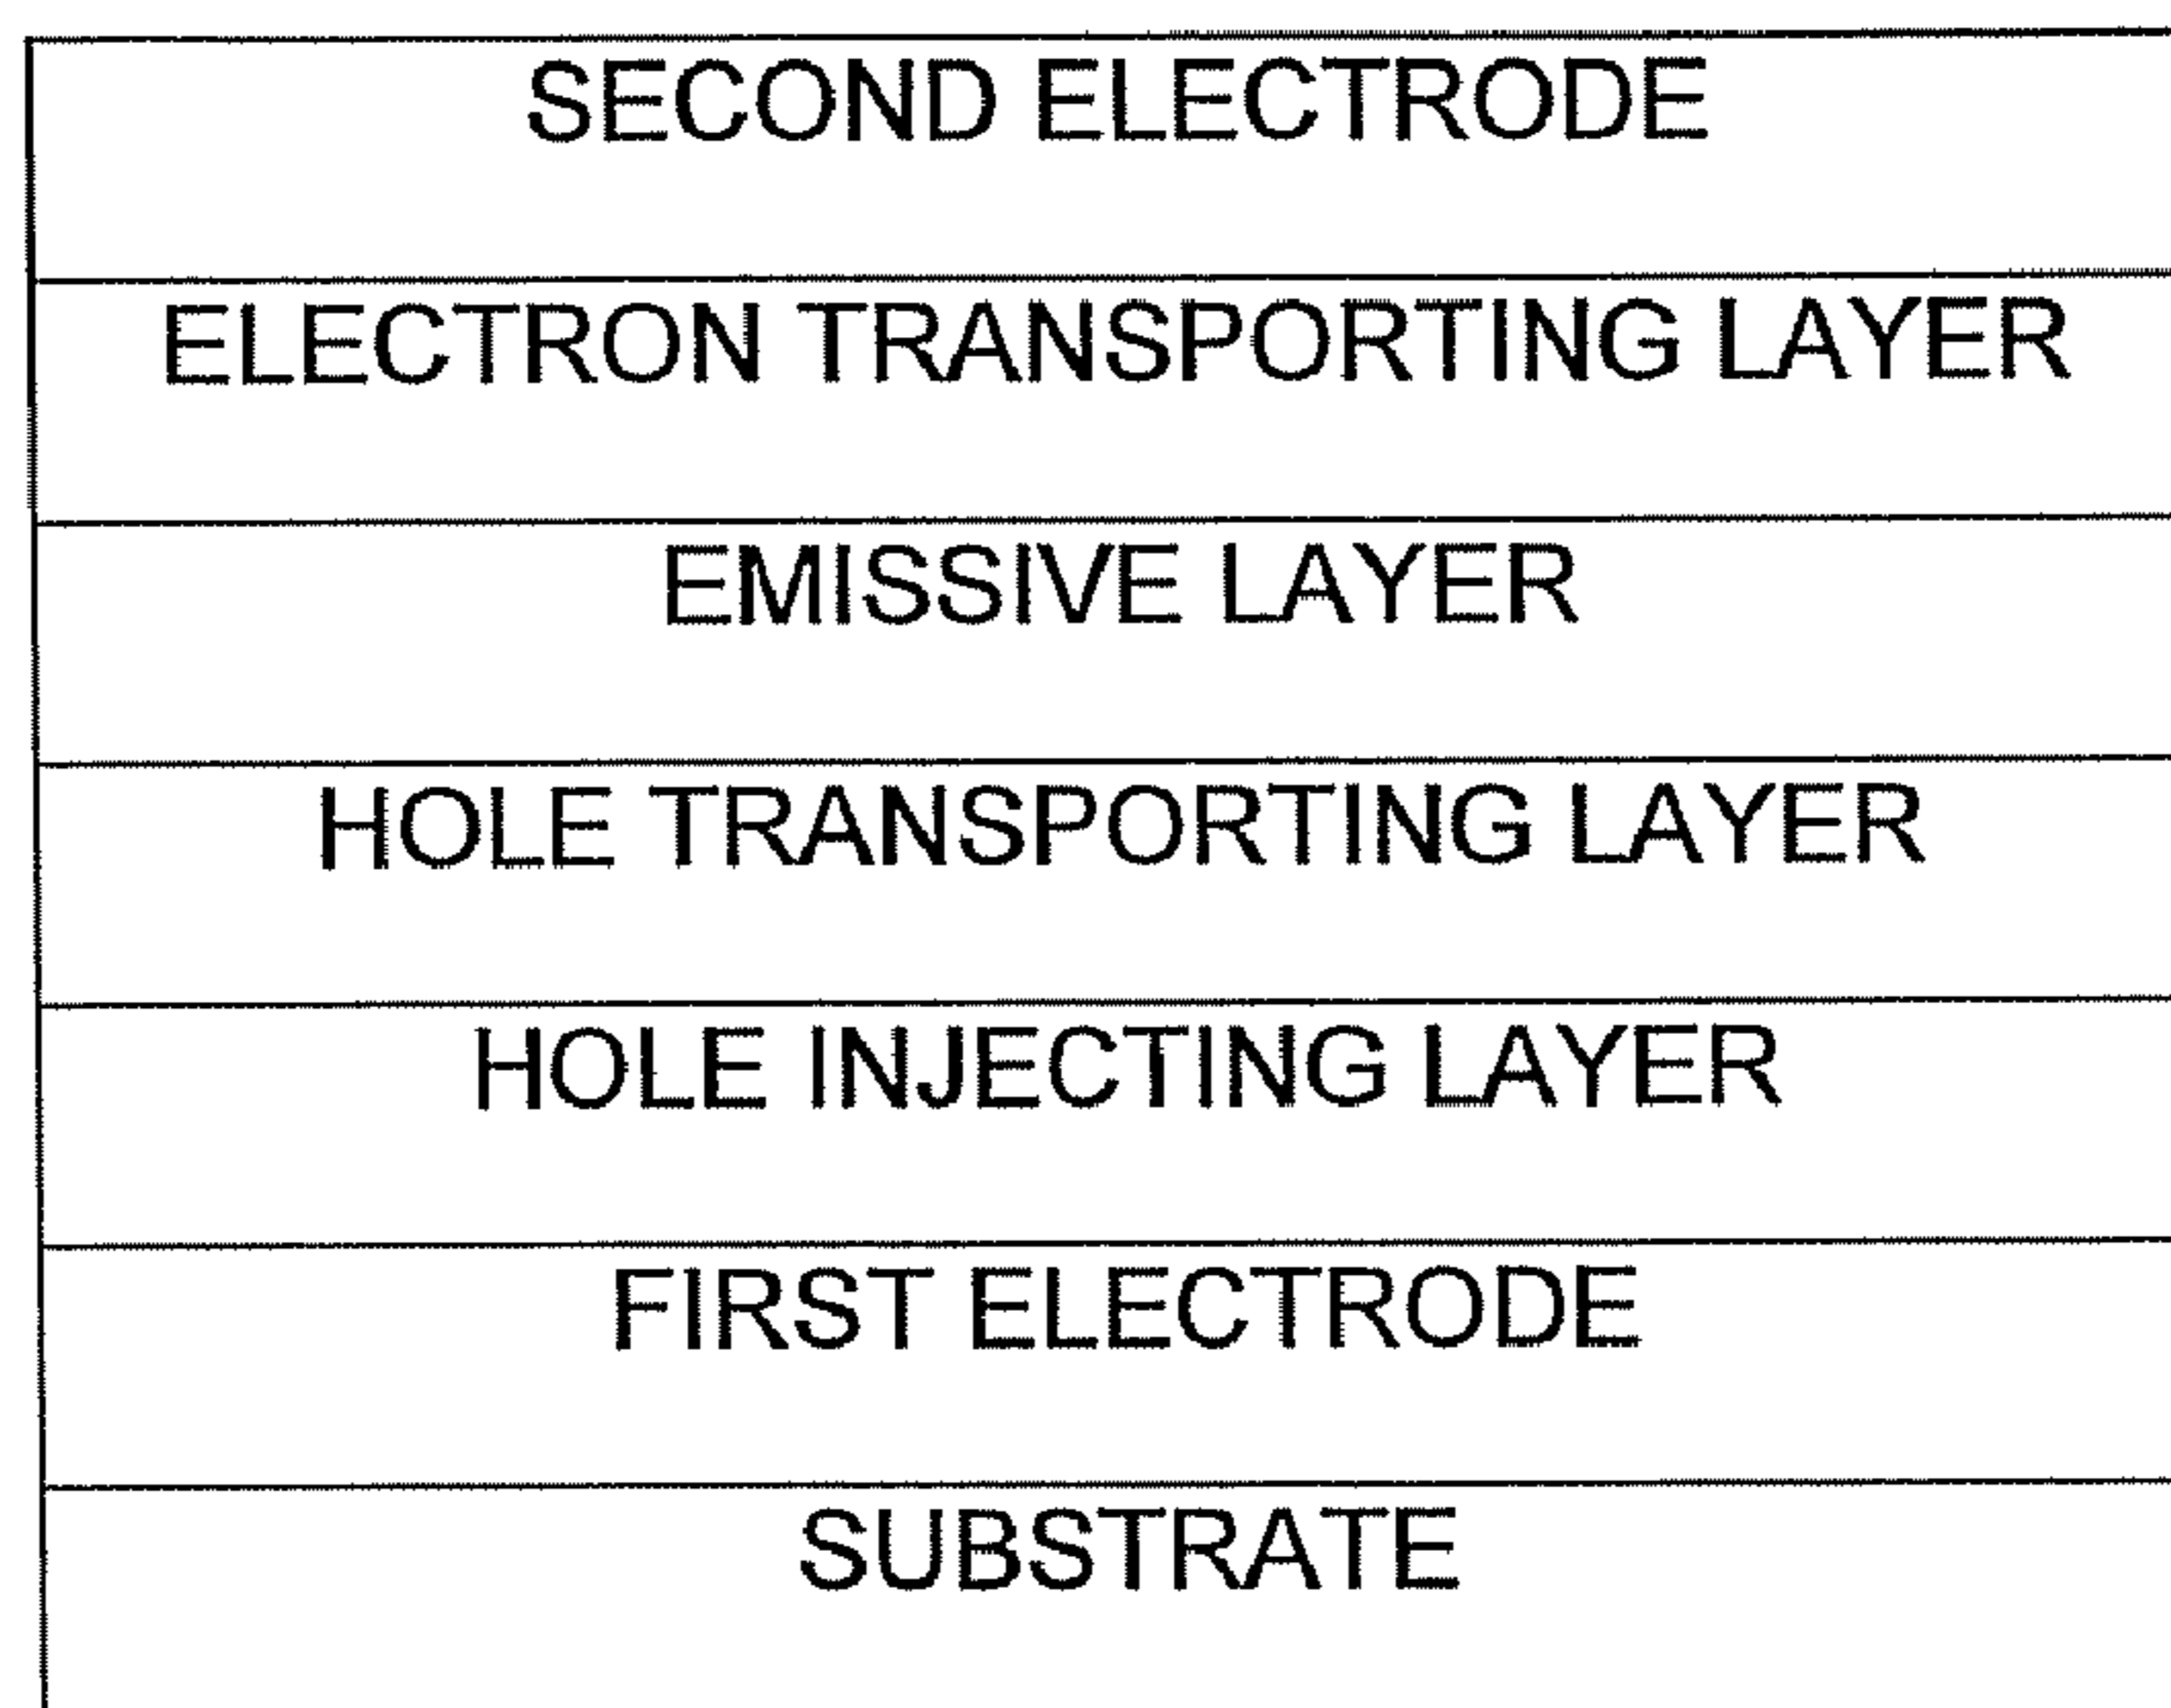 SECOND ELECTRODE
ELECTRON TRANSPORTING LAYER
EMISSIVE LAYER
HOLE TRANSPORTING LAYER
HOLE INJECTING LAYER
FIRST ELECTRODE
SUBSTRATE